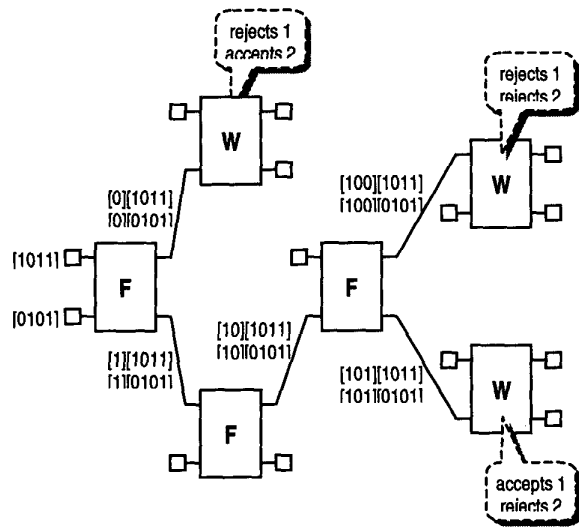 rejects 1
accepts 2
rejects 1
rejects 2
W
W
[0][1011]
[0][0101]
[100][1011]
[100][0101]
[1011]
F
F
[0101]
[1][1011]
[1][0101]
[10][1011]
[10][0101]
[101][1011]
[101][0101]
W
F
accepts 1
rejects 2